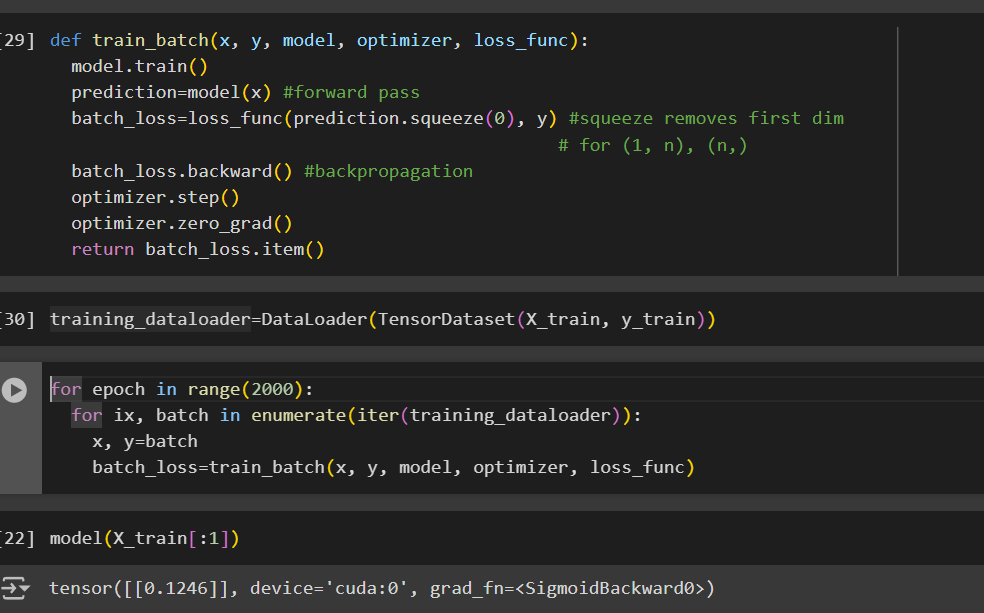 [29] def train_batch(x, y, model, optimizer, loss_func):
model.train()
prediction=model(x) #forward pass
batch_loss=loss_func(prediction.squeeze(0), y) #squeeze removes first dim
# for (1, n), (n,)
batch_loss.backward() #backpropagation
optimizer.step()
optimizer.zero_grad()
return batch_loss.item()
[30] training_dataloader=DataLoader(TensorDataset(X_train, y_train))
for epoch in range(2000):
for ix, batch in enumerate(iter(training_dataloader)):
x, y=batch
batch_loss=train_batch(x, y, model, optimizer, loss_func)
[22] model(X_train[:1])
tensor([[0.1246]], device='cuda:0', grad_fn=<SigmoidBackward0>)